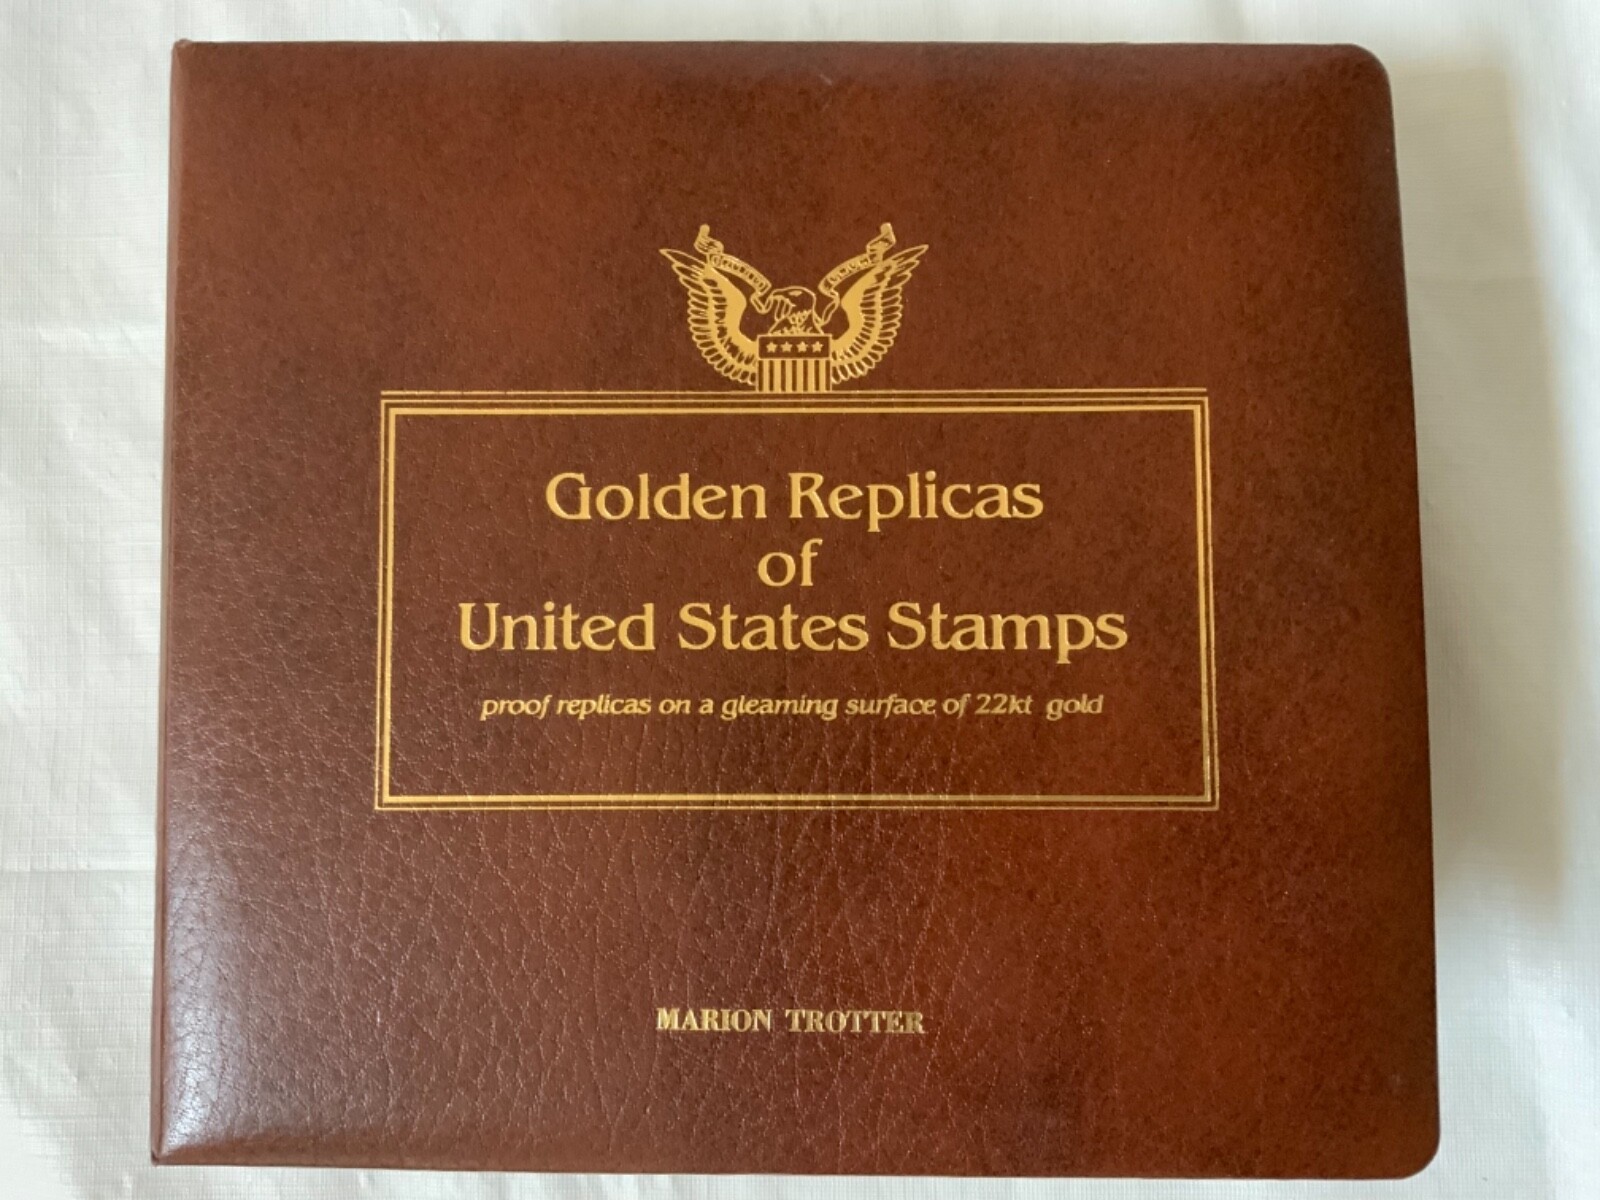 Golden Replicas
of
United States Stamps
proof replicas on a gleaming surface of 22kt gold
MARION TROTTER